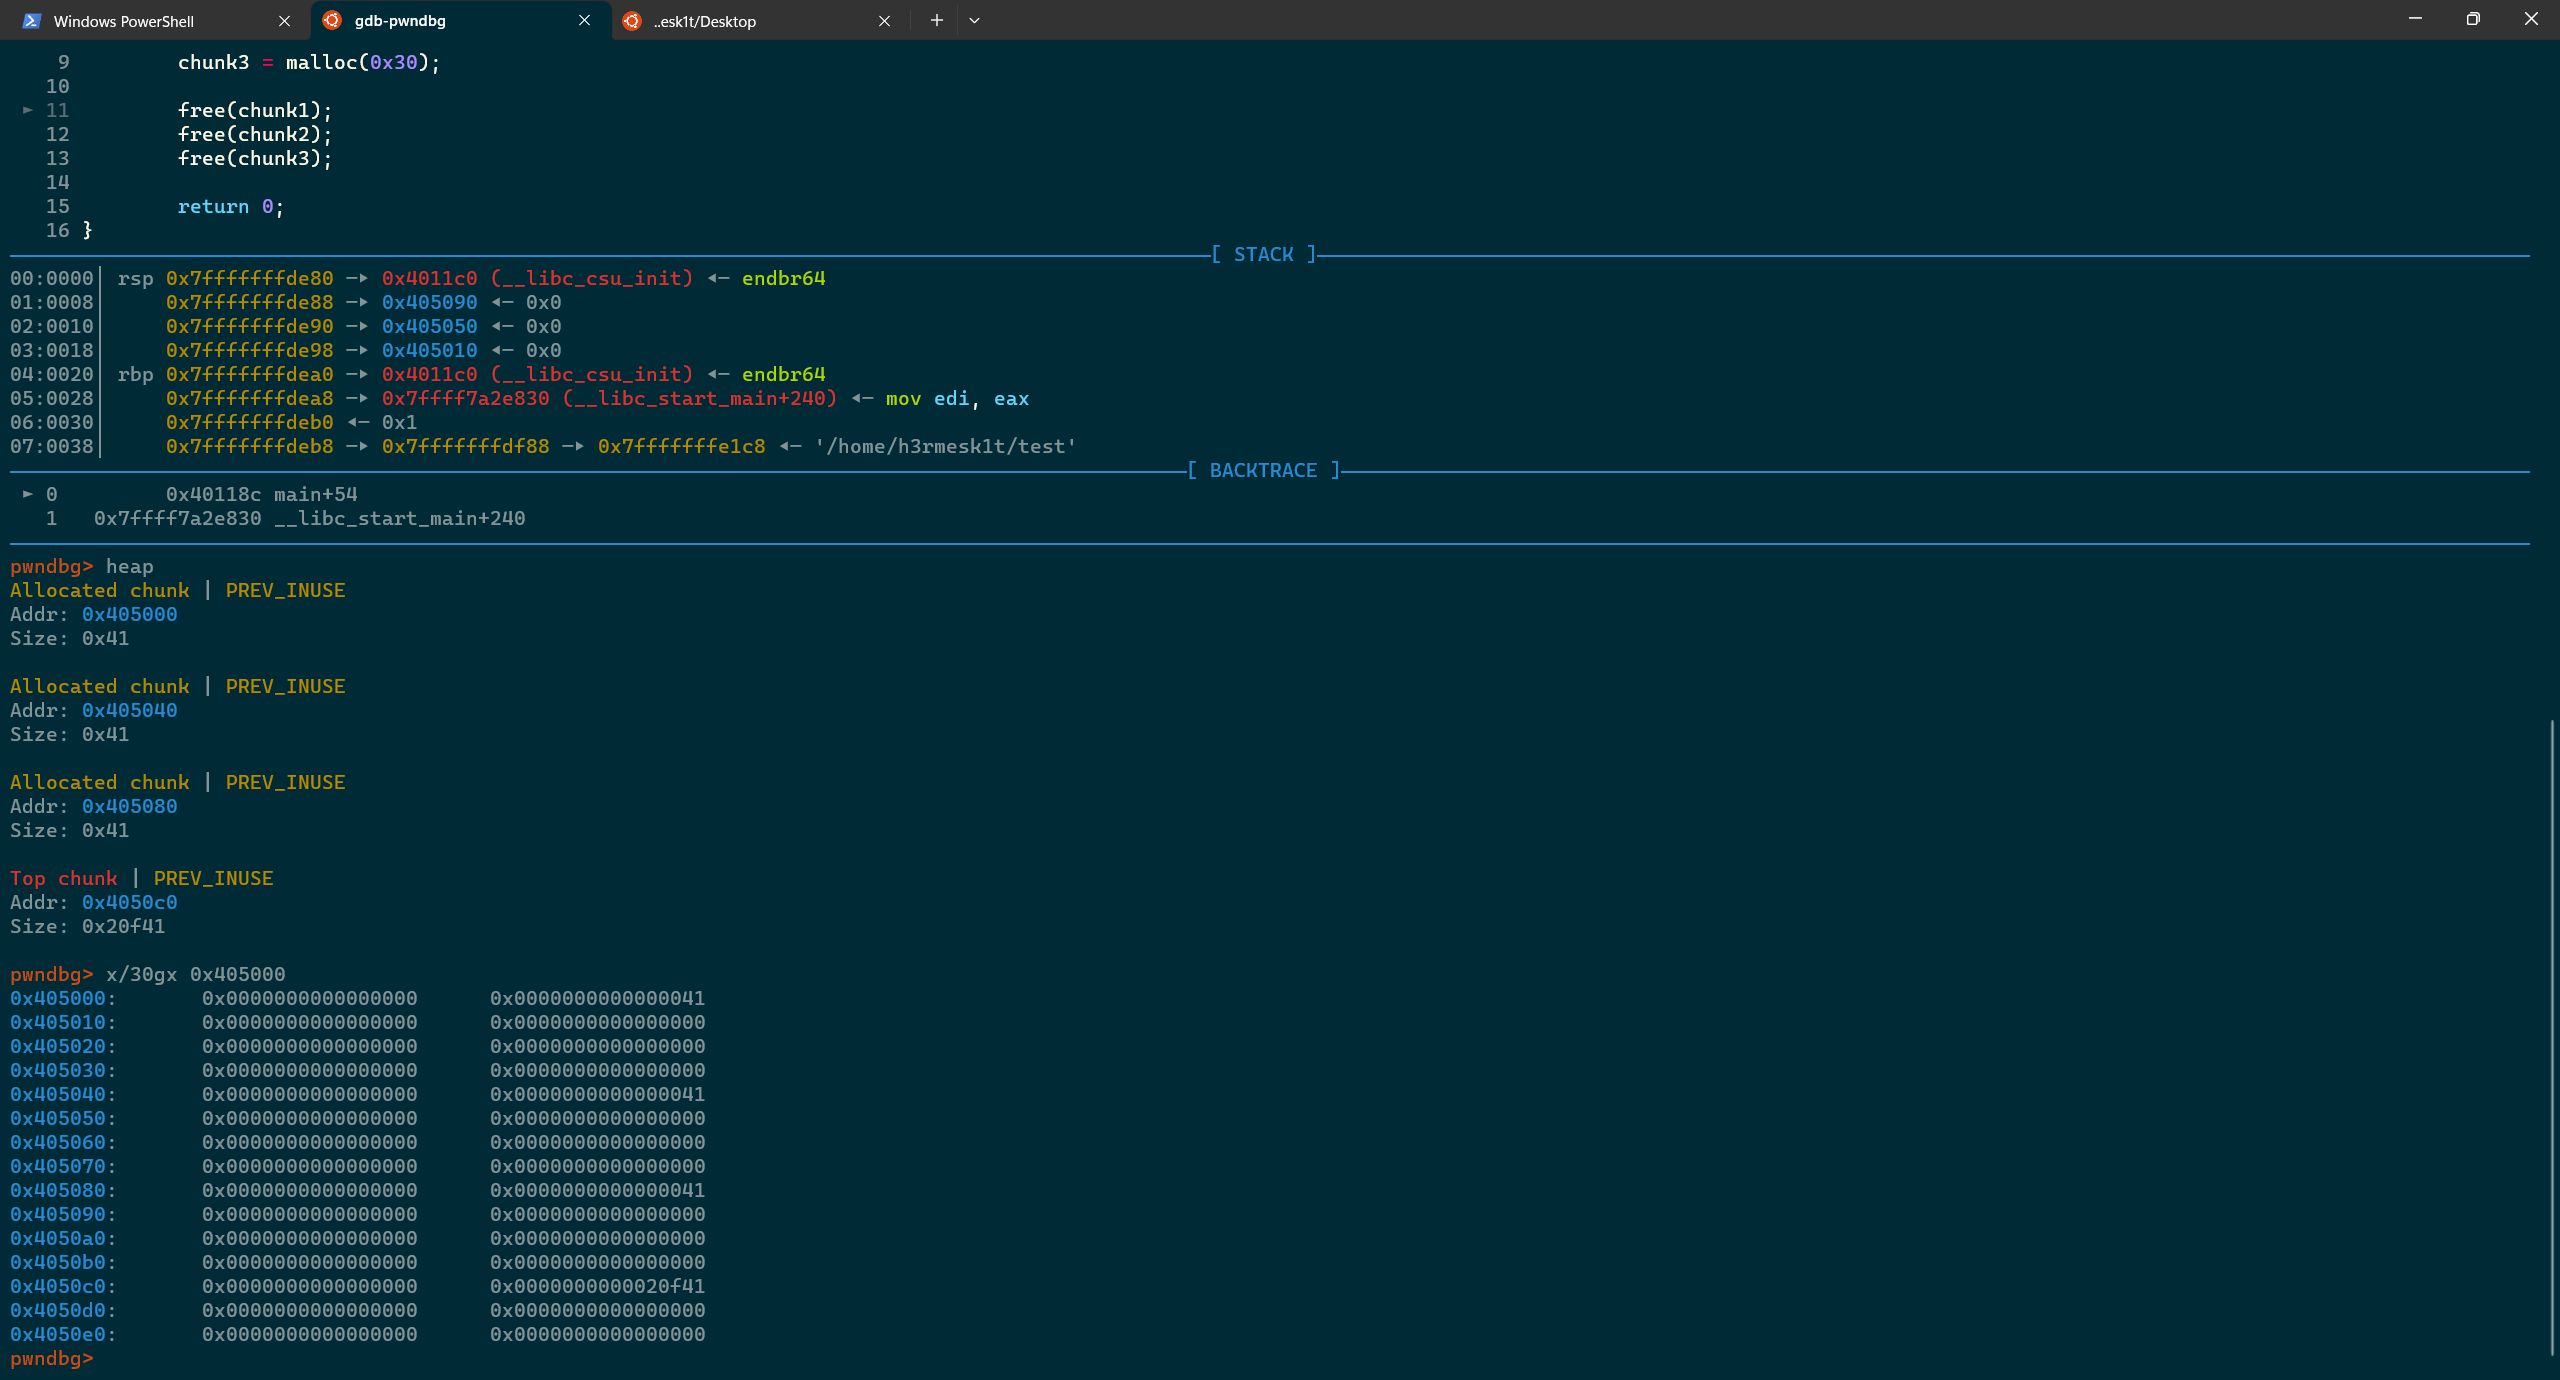 Windows PowerShell
gdb-pwndbg
..esk1t/Desktop
9 chunk3 = malloc(0x30);
10
► 11 free(chunk1);
12 free(chunk2);
13 free(chunk3);
14
15 return 0;
16 }
[ STACK ]
00:0000│ rsp 0x7fffffffde80 —▸ 0x4011c0 (__libc_csu_init) ◂— endbr64
01:0008│ 0x7fffffffde88 —▸ 0x405090 ◂— 0x0
02:0010│ 0x7fffffffde90 —▸ 0x405050 ◂— 0x0
03:0018│ 0x7fffffffde98 —▸ 0x405010 ◂— 0x0
04:0020│ rbp 0x7fffffffdea0 —▸ 0x4011c0 (__libc_csu_init) ◂— endbr64
05:0028│ 0x7fffffffdea8 —▸ 0x7ffff7a2e830 (__libc_start_main+240) ◂— mov edi, eax
06:0030│ 0x7fffffffdeb0 ◂— 0x1
07:0038│ 0x7fffffffdeb8 —▸ 0x7fffffffdf88 —▸ 0x7fffffffe1c8 ◂— '/home/h3rmesk1t/test'
[ BACKTRACE ]
► 0 0x40118c main+54
1 0x7ffff7a2e830 __libc_start_main+240
pwndbg> heap
Allocated chunk | PREV_INUSE
Addr: 0x405000
Size: 0x41
Allocated chunk | PREV_INUSE
Addr: 0x405040
Size: 0x41
Allocated chunk | PREV_INUSE
Addr: 0x405080
Size: 0x41
Top chunk | PREV_INUSE
Addr: 0x4050c0
Size: 0x20f41
pwndbg> x/30gx 0x405000
0x405000: 0x0000000000000000 0x0000000000000041
0x405010: 0x0000000000000000 0x0000000000000000
0x405020: 0x0000000000000000 0x0000000000000000
0x405030: 0x0000000000000000 0x0000000000000000
0x405040: 0x0000000000000000 0x0000000000000041
0x405050: 0x0000000000000000 0x0000000000000000
0x405060: 0x0000000000000000 0x0000000000000000
0x405070: 0x0000000000000000 0x0000000000000000
0x405080: 0x0000000000000000 0x0000000000000041
0x405090: 0x0000000000000000 0x0000000000000000
0x4050a0: 0x0000000000000000 0x0000000000000000
0x4050b0: 0x0000000000000000 0x0000000000000000
0x4050c0: 0x0000000000000000 0x0000000000020f41
0x4050d0: 0x0000000000000000 0x0000000000000000
0x4050e0: 0x0000000000000000 0x0000000000000000
pwndbg>